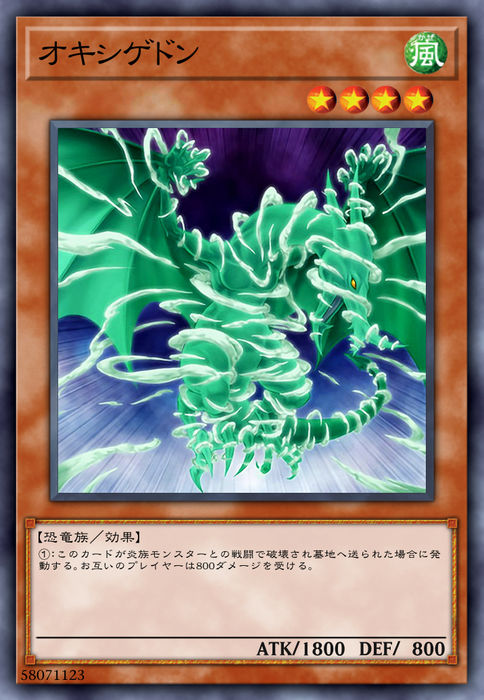 オキシゲドン
かぜ
風
【恐竜族／効果】
①:このカードが炎族モンスターとの戦闘で破壊され墓地へ送られた場合に発
動する。お互いのプレイヤーは800ダメージを受ける。
ATK/1800 DEF/ 800
58071123